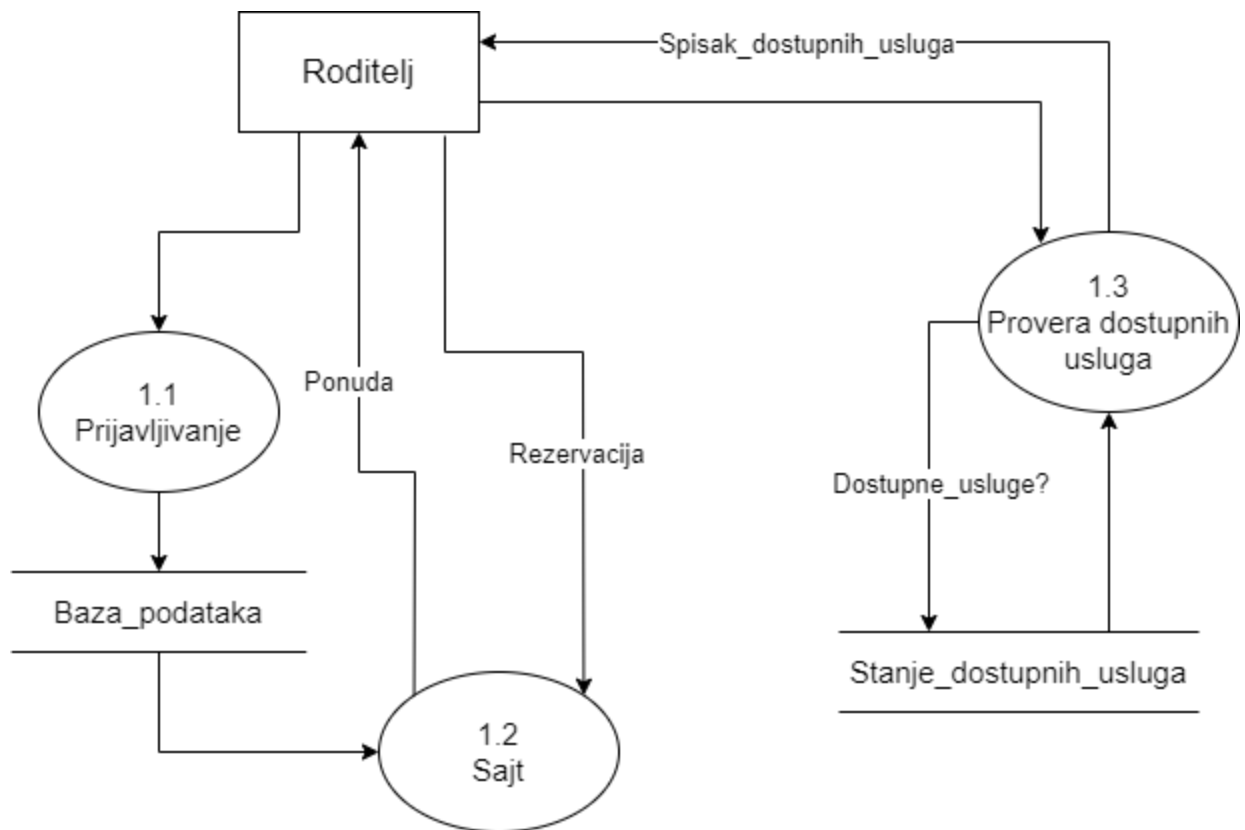 Spisak_dostupnih_usluga
Roditelj
1.3
Provera dostupnih
usluga
1.1
Prijavljivanje
Ponuda
Rezervacija
Dostupne_usluge?
Baza_podataka
Stanje_dostupnih_usluga
1.2
Sajt